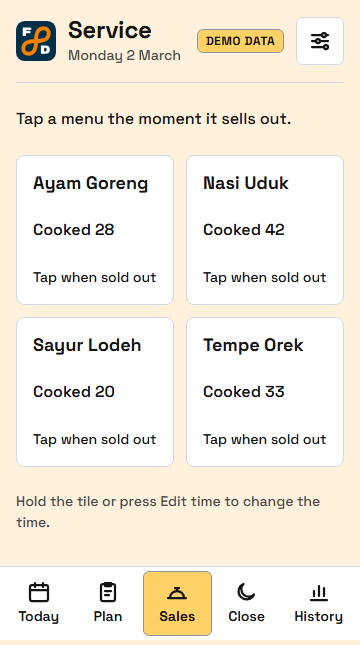 F
D
Service
Monday 2 March
DEMO DATA
Tap a menu the moment it sells out.
Ayam Goreng
Cooked 28
Tap when sold out
Nasi Uduk
Cooked 42
Tap when sold out
Sayur Lodeh
Cooked 20
Tap when sold out
Tempe Orek
Cooked 33
Tap when sold out
Hold the tile or press Edit time to change the
time.
Today
Plan
Sales
Close
History